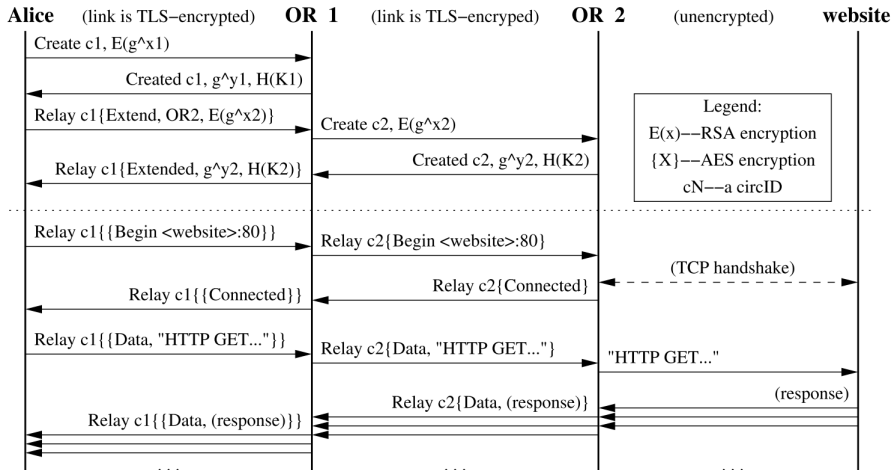 Alice (link is TLS−encrypted) OR 1 (link is TLS−encryped) OR 2 (unencrypted) website
Create c1, E(g^x1)
Created c1, g^y1, H(K1)
Relay c1{Extend, OR2, E(g^x2)}
Create c2, E(g^x2)
Created c2, g^y2, H(K2)
Relay c1{Extended, g^y2, H(K2)}
Legend:
E(x)−−RSA encryption
{X}−−AES encryption
cN−−a circID
Relay c1{{Begin <website>:80}}
Relay c2{Begin <website>:80}
(TCP handshake)
Relay c2{Connected}
Relay c1{{Connected}}
Relay c1{{Data, "HTTP GET..."}}
Relay c2{Data, "HTTP GET..."}
"HTTP GET..."
(response)
Relay c2{Data, (response)}
Relay c1{{Data, (response)}}
. . . . . . . . .